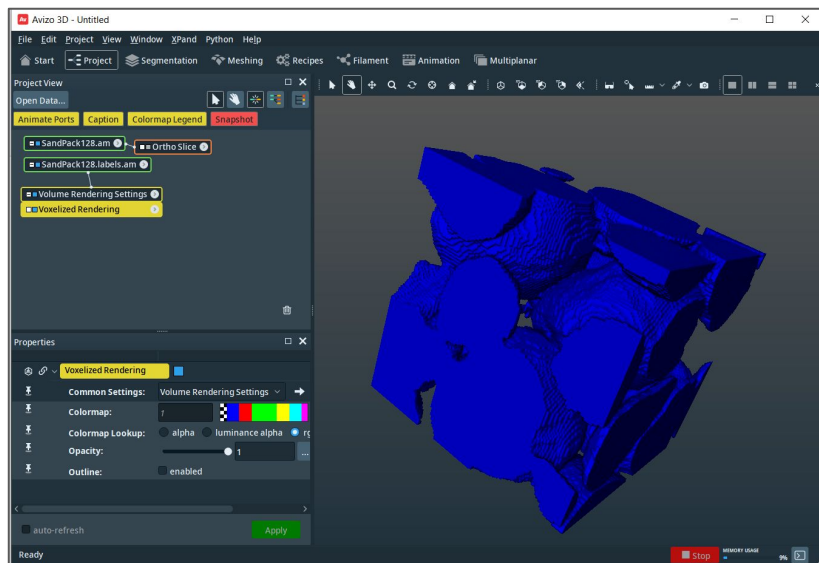 Avizo 3D - Untitled
File Edit Project View Window XPand Python Help
Start Project Segmentation Meshing Recipes Filament Animation Multiplanar
Project View
Open Data...
Animate Ports Caption Colormap Legend Snapshot
SandPack128.am Ortho Slice
SandPack128.labels.am
Volume Rendering Settings
Voxelized Rendering
Properties
Voxelized Rendering
Common Settings: Volume Rendering Settings
Colormap: 1
Colormap Lookup: alpha luminance alpha rg
Opacity: 1 ...
Outline: enabled
auto-refresh Apply
Ready Stop MEMORY USAGE 9%